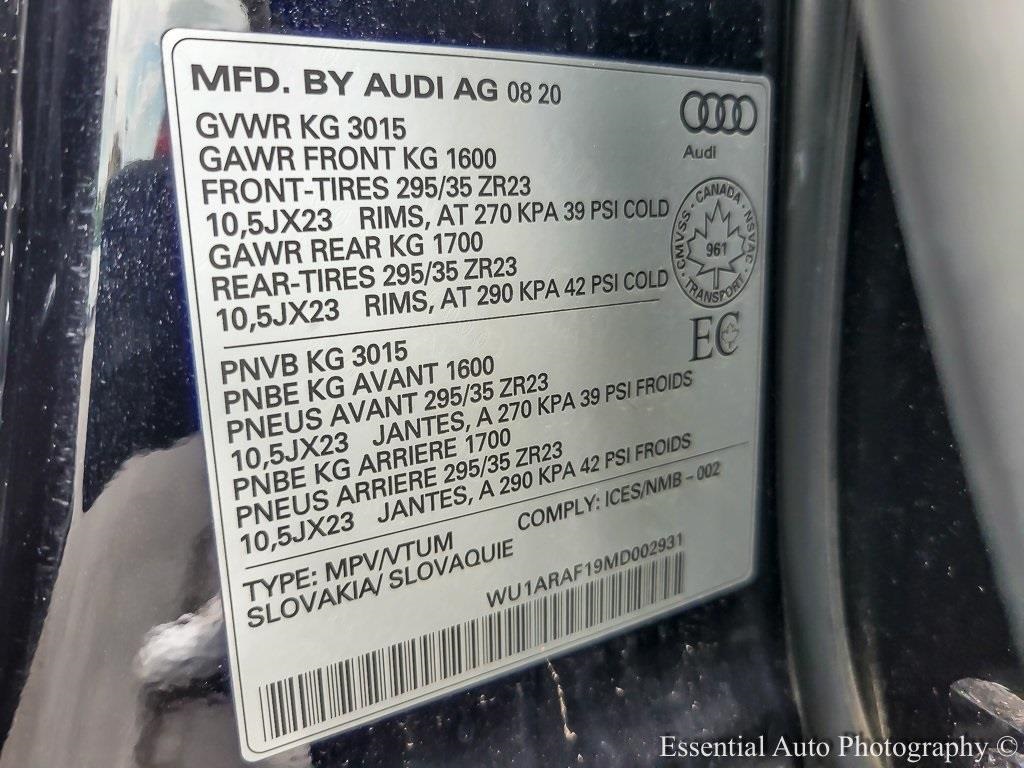 MFD. BY AUDI AG 08 20
Audi
GVWR KG 3015
GAWR FRONT KG 1600
FRONT-TIRES 295/35 ZR23
10,5JX23 RIMS, AT 270 KPA 39 PSI COLD
GAWR REAR KG 1700
REAR-TIRES 295/35 ZR23
10,5JX23 RIMS, AT 290 KPA 42 PSI COLD
CANADA · NSVAC · TRANSPORT · CMVSS ·
961
EC
PNVB KG 3015
PNBE KG AVANT 1600
PNEUS AVANT 295/35 ZR23
10,5JX23 JANTES, A 270 KPA 39 PSI FROIDS
PNBE KG ARRIERE 1700
PNEUS ARRIERE 295/35 ZR23
10,5JX23 JANTES, A 290 KPA 42 PSI FROIDS
TYPE: MPV/VTUM COMPLY: ICES/NMB - 002
SLOVAKIA/ SLOVAQUIE
WU1ARAF19MD002931
Essential Auto Photography ©